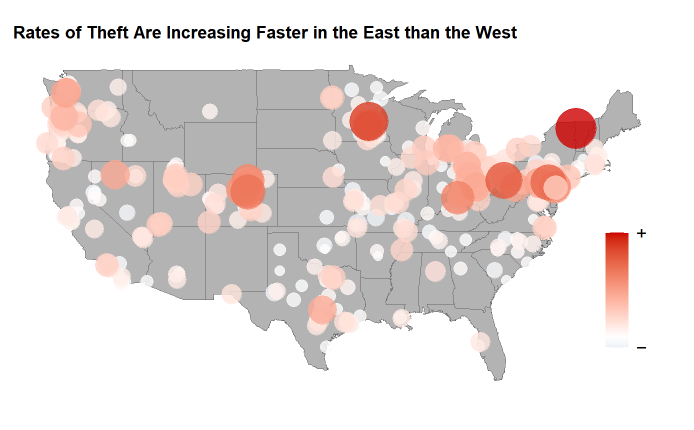 Rates of Theft Are Increasing Faster in the East than the West
+
−